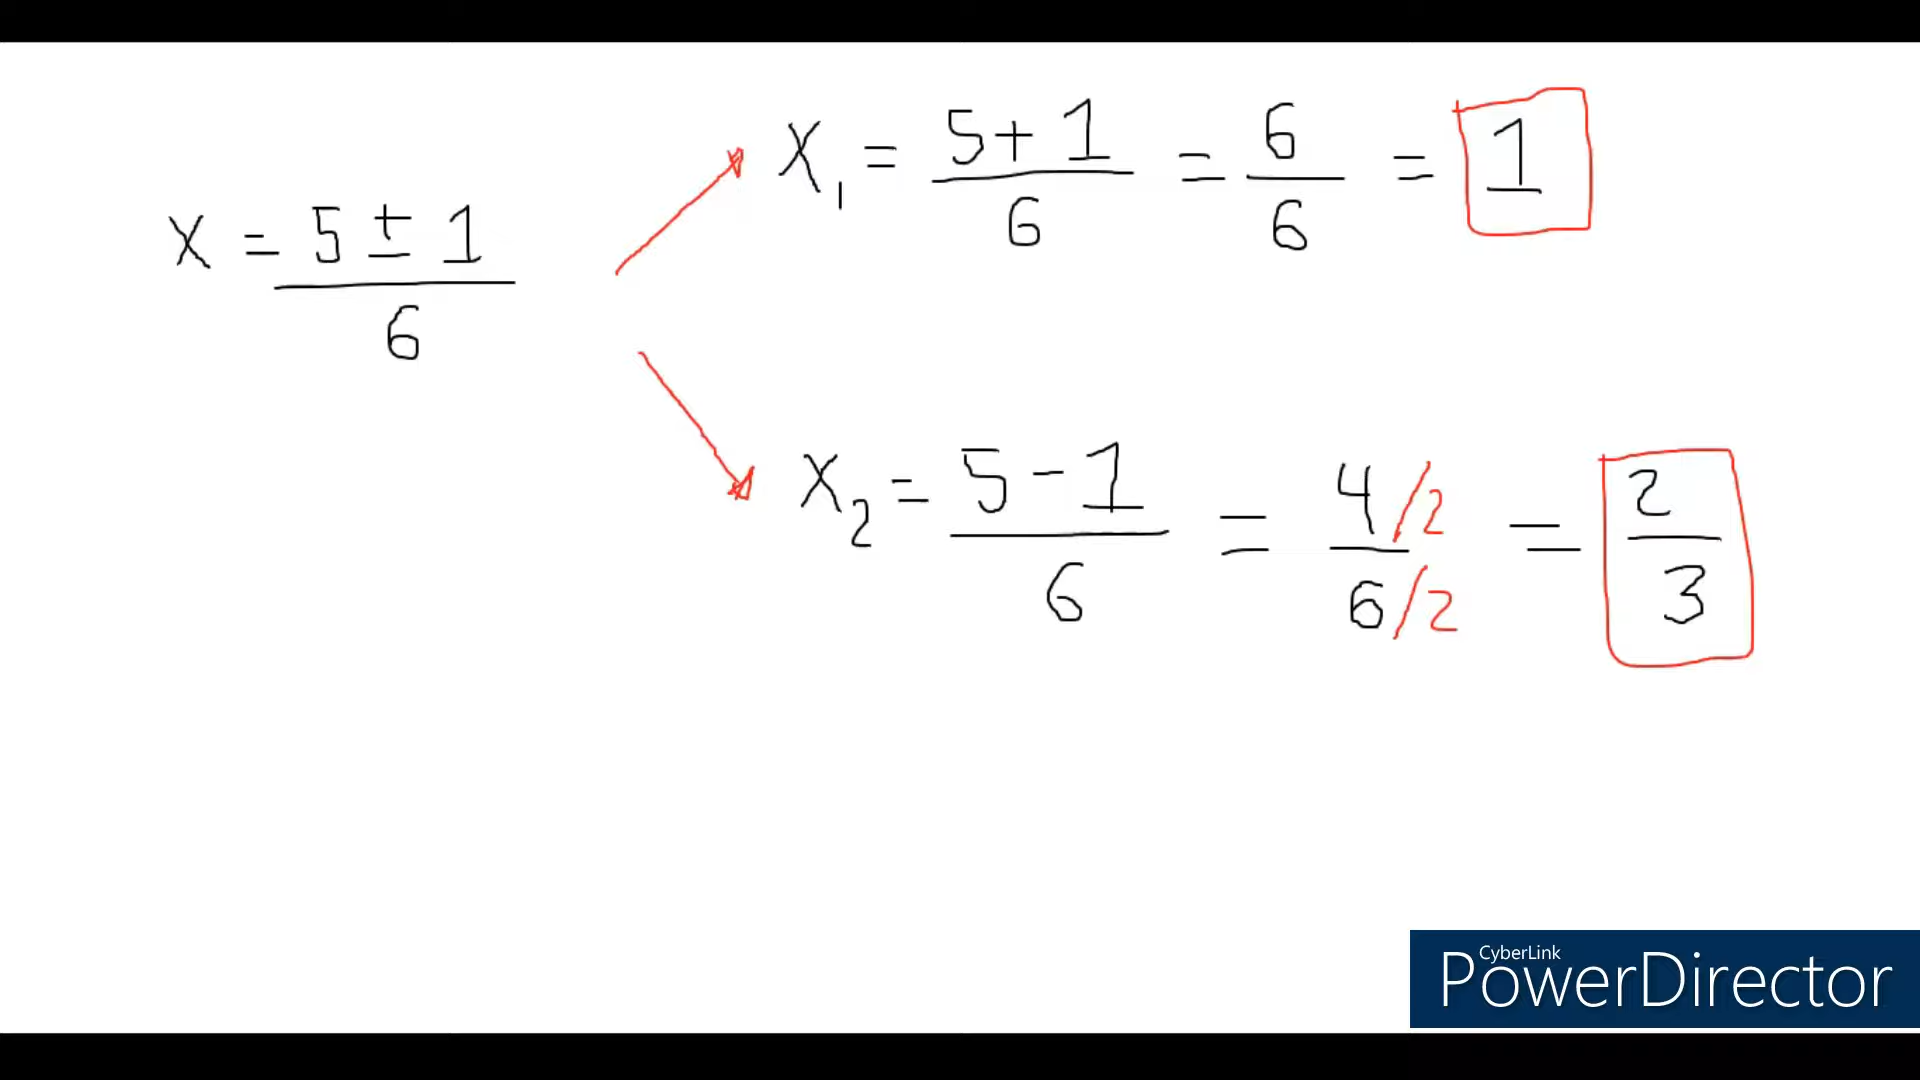 x = 5 ± 1 / 6
x₁ = 5 + 1 / 6 = 6 / 6 = 1
x₂ = 5 - 1 / 6 = 4/2 / 6/2 = 2 / 3
CyberLink
PowerDirector